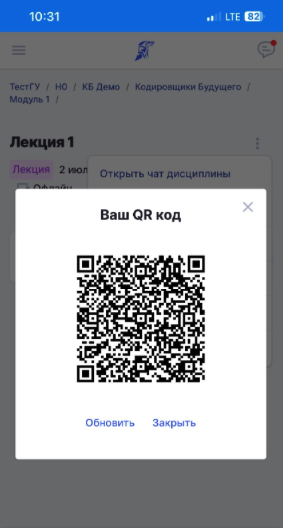 10:31 LTE 82
ТестГУ / НО / КБ Демо / Кодировщики Будущего /
Модуль 1 /
Лекция 1
Лекция 2 июл
Открыть чат дисциплины
Офлайн
Ваш QR код
Обновить Закрыть